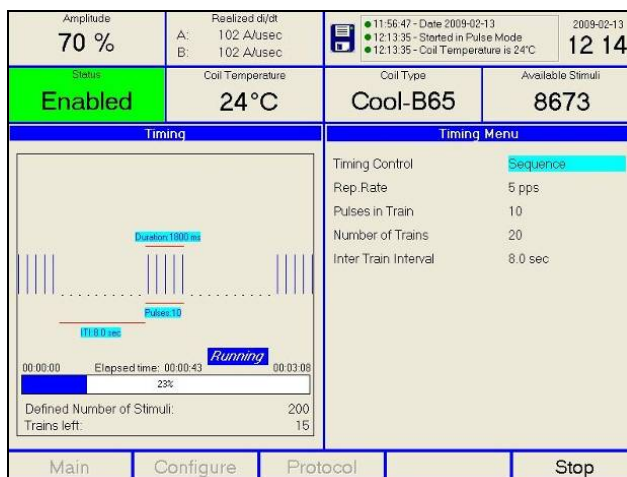 Amplitude
70 %
Realized di/dt
A: 102 A/usec
B: 102 A/usec
11:56:47 - Date 2009-02-13
12:13:35 - Started in Pulse Mode
12:13:35 - Coil Temperature is 24°C
2009-02-13
12 14
Status
Enabled
Coil Temperature
24°C
Coil Type
Cool-B65
Available Stimuli
8673
Timing
Duration:1800 ms
Pulses:10
ITI:8.0 sec
Running
00:00:00 Elapsed time: 00:00:43 00:03:08
23%
Defined Number of Stimuli: 200
Trains left: 15
Timing Menu
Timing Control Sequence
Rep.Rate 5 pps
Pulses in Train 10
Number of Trains 20
Inter Train Interval 8.0 sec
Main Configure Protocol Stop